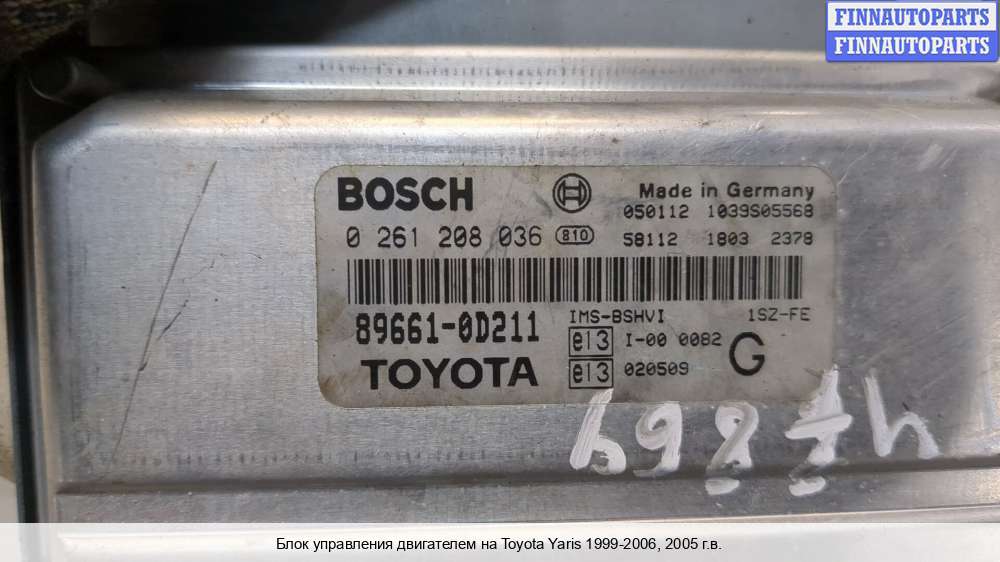 FINNAUTOPARTS
FINNAUTOPARTS
BOSCH
Made in Germany
0 261 208 036 810
050112 1039S05568
58112 1803 2378
89661-0D211
IMS-BSHVI 1SZ-FE
e13 I-00 0082
TOYOTA
e13 020509
G
Блок управления двигателем на Toyota Yaris 1999-2006, 2005 г.в.